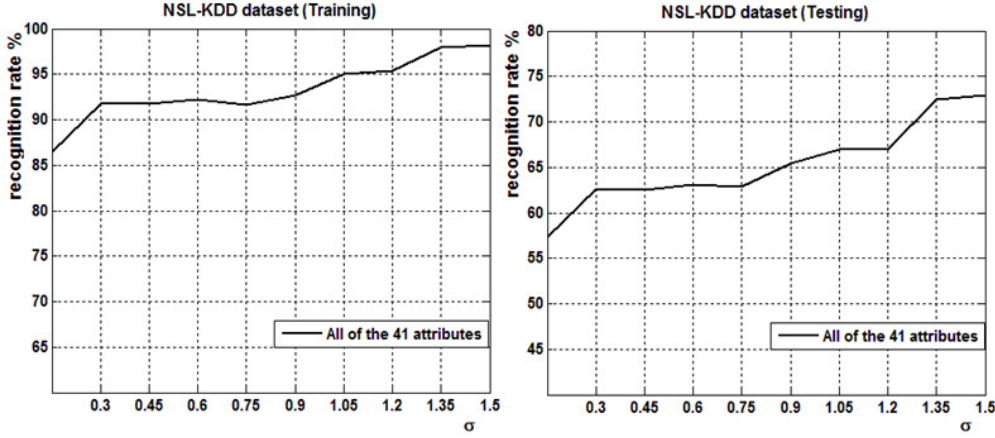 NSL-KDD dataset (Training)
recognition rate %
100
95
90
85
80
75
70
65
All of the 41 attributes
0.3 0.45 0.6 0.75 0.9 1.05 1.2 1.35 1.5
σ
NSL-KDD dataset (Testing)
recognition rate %
80
75
70
65
60
55
50
45
All of the 41 attributes
0.3 0.45 0.6 0.75 0.9 1.05 1.2 1.35 1.5
σ